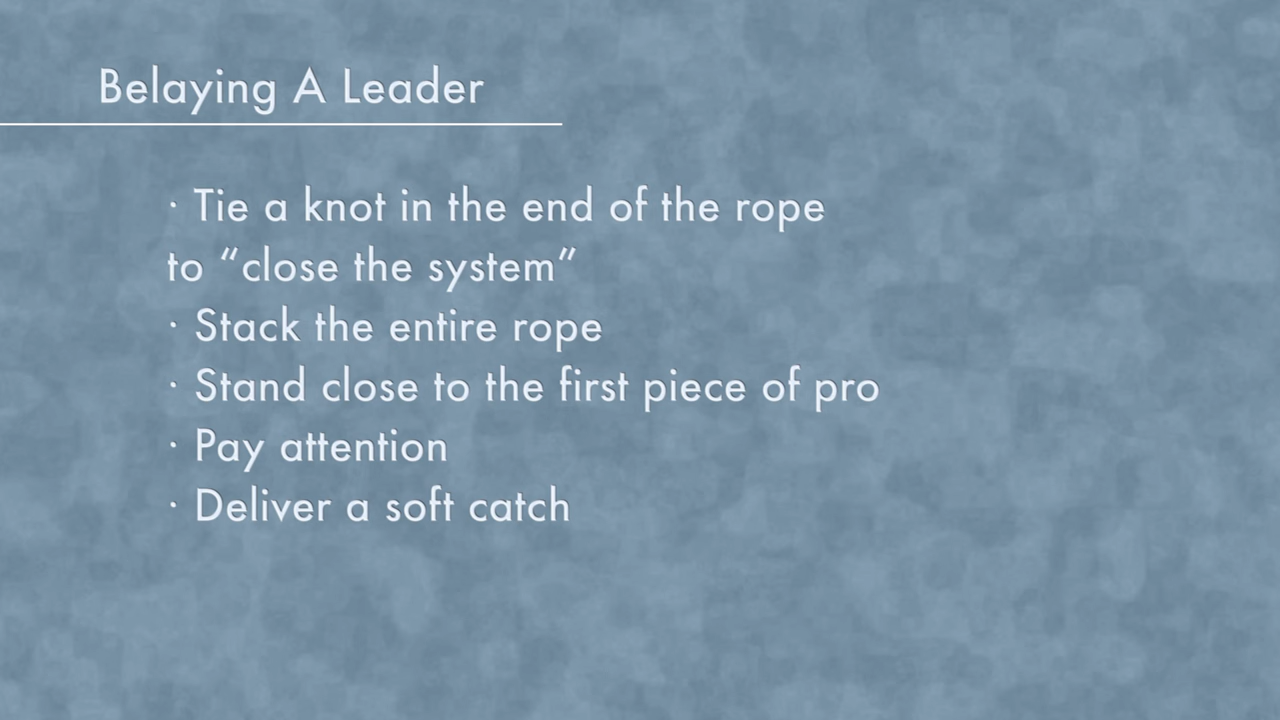 Belaying A Leader
· Tie a knot in the end of the rope
to “close the system”
· Stack the entire rope
· Stand close to the first piece of pro
· Pay attention
· Deliver a soft catch